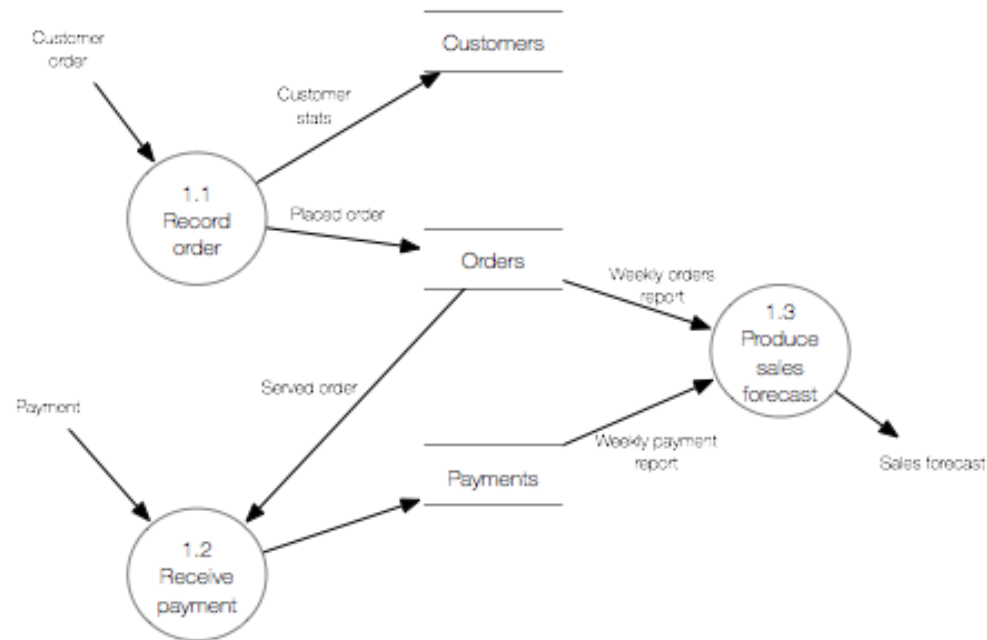 Customer
order
Customers
Customer
stats
1.1
Record
order
Placed order
Orders
Weekly orders
report
1.3
Produce
sales
forecast
Served order
Payment
Weekly payment
report
Sales forecast
Payments
1.2
Receive
payment